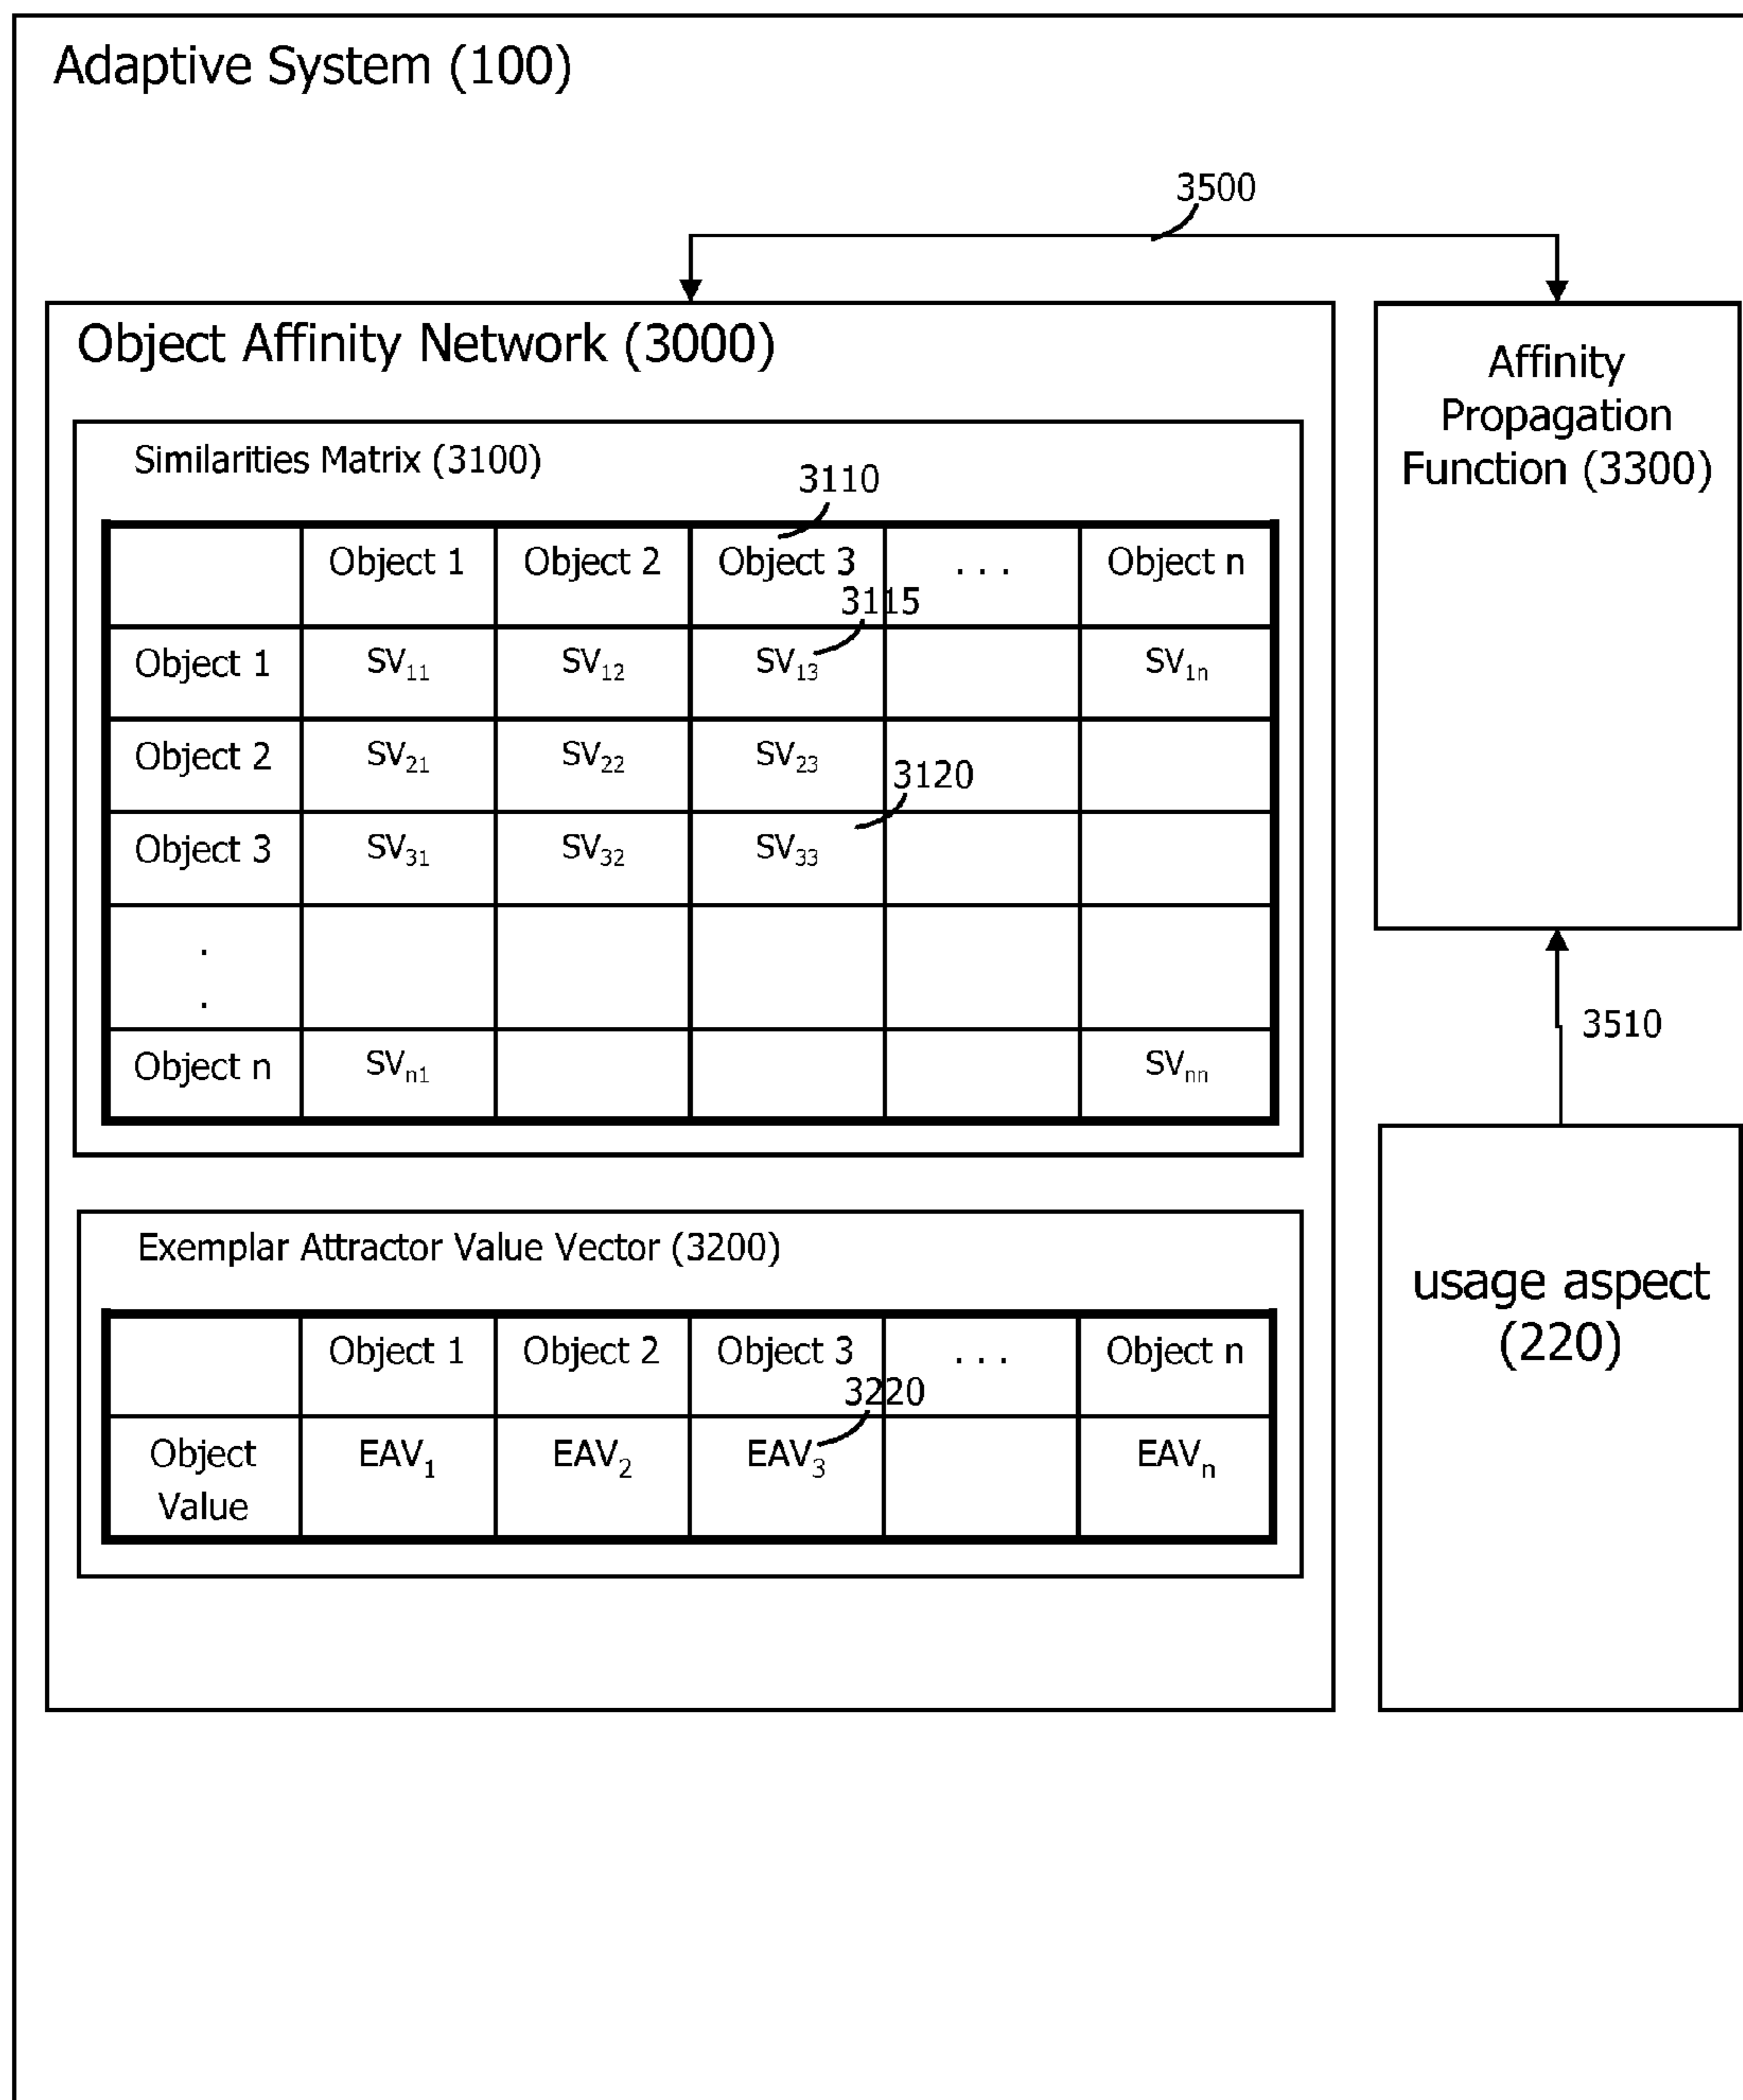 Adaptive System (100)
3500
Object Affinity Network (3000)
Affinity
Propagation
Function (3300)
Similarities Matrix (3100)
3110
Object 1 Object 2 Object 3 . . . Object n
3115
Object 1 SV11 SV12 SV13 SV1n
Object 2 SV21 SV22 SV23
3120
Object 3 SV31 SV32 SV33
.
.
Object n SVn1 SVnn
3510
Exemplar Attractor Value Vector (3200)
Object 1 Object 2 Object 3 . . . Object n
3220
Object
Value
EAV1 EAV2 EAV3 EAVn
usage aspect
(220)